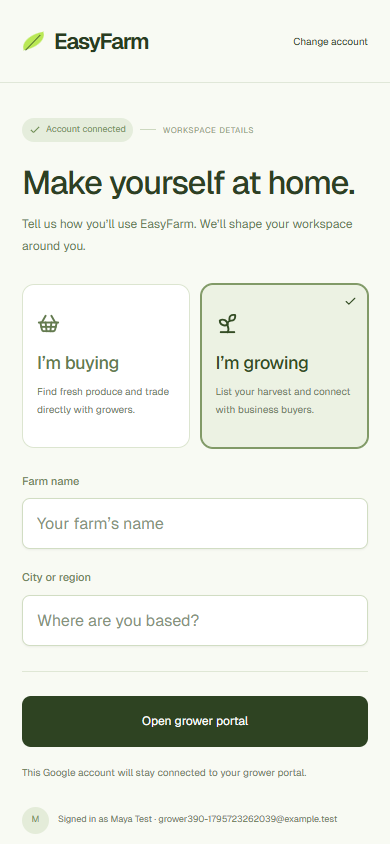 EasyFarm
Change account
Account connected
WORKSPACE DETAILS
Make yourself at home.
Tell us how you’ll use EasyFarm. We’ll shape your workspace
around you.
I’m buying
Find fresh produce and trade
directly with growers.
I’m growing
List your harvest and connect
with business buyers.
Farm name
Your farm’s name
City or region
Where are you based?
Open grower portal
This Google account will stay connected to your grower portal.
M
Signed in as Maya Test · grower390-1795723262039@example.test